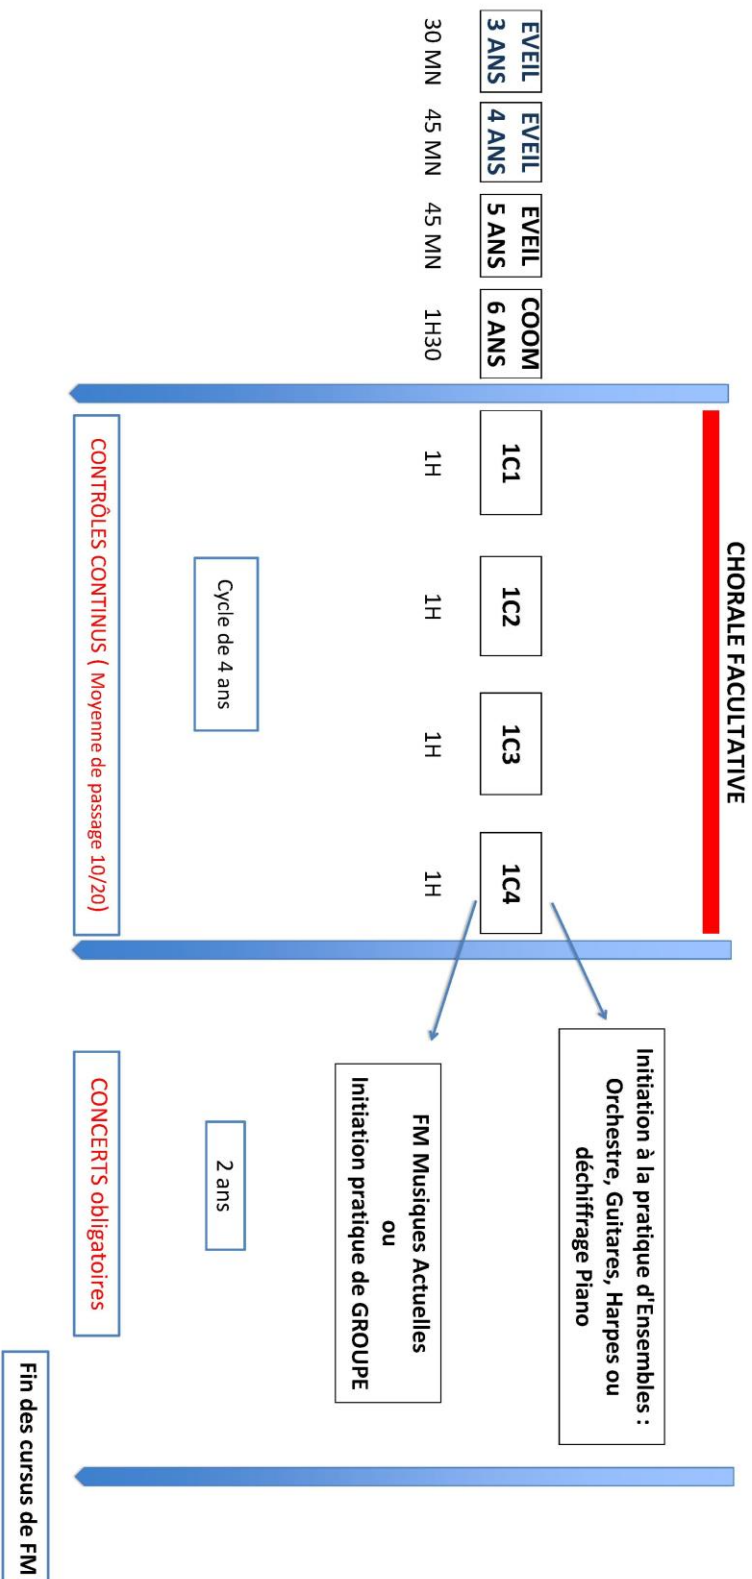 CHORALE FACULTATIVE
EVEIL
3 ANS
EVEIL
4 ANS
EVEIL
5 ANS
COOM
6 ANS
1C1
1C2
1C3
1C4
30 MN
45 MN
45 MN
1H30
1H
1H
1H
1H
Initiation à la pratique d'Ensembles :
Orchestre, Guitares, Harpes ou
déchiffrage Piano
FM Musiques Actuelles
ou
Initiation pratique de GROUPE
Cycle de 4 ans
2 ans
CONTRÔLES CONTINUS ( Moyenne de passage 10/20)
CONCERTS obligatoires
Fin des cursus de FM